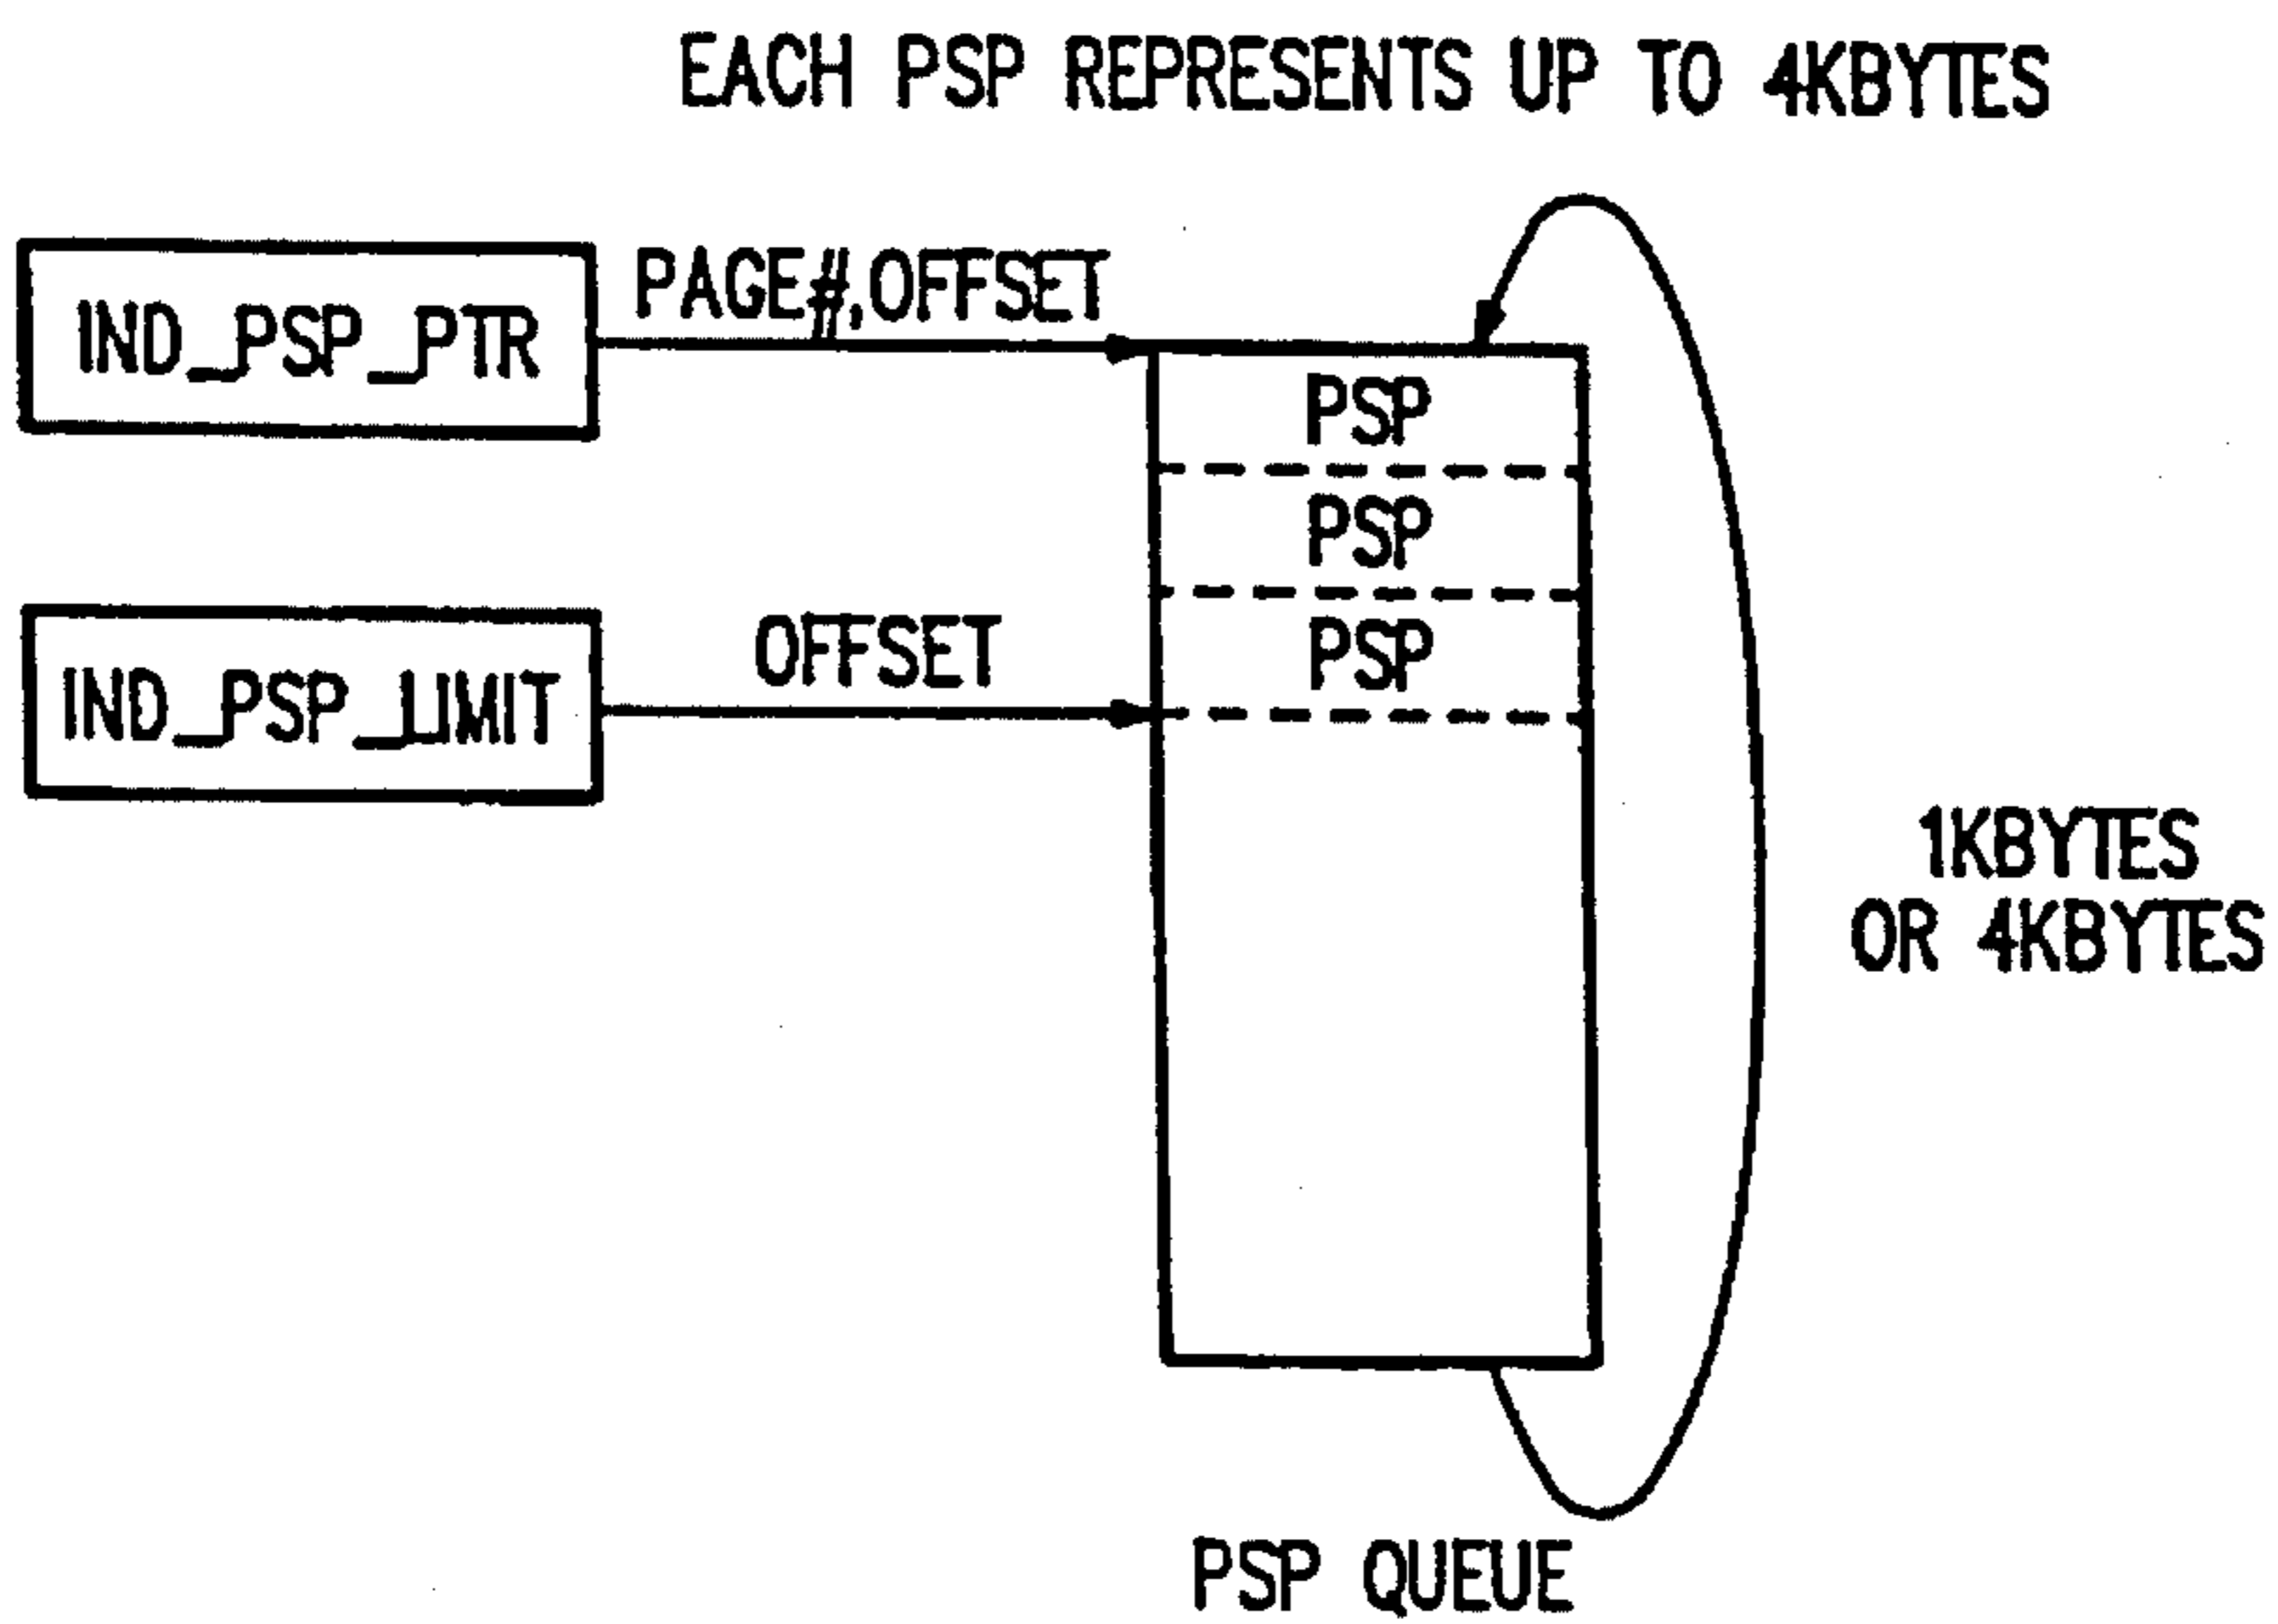 EACH PSP REPRESENTS UP TO 4KBYTES
PAGE#,OFFSET
IND_PSP_PTR
PSP
PSP
PSP
OFFSET
IND_PSP_LIMIT
1KBYTES
OR 4KBYTES
PSP QUEUE